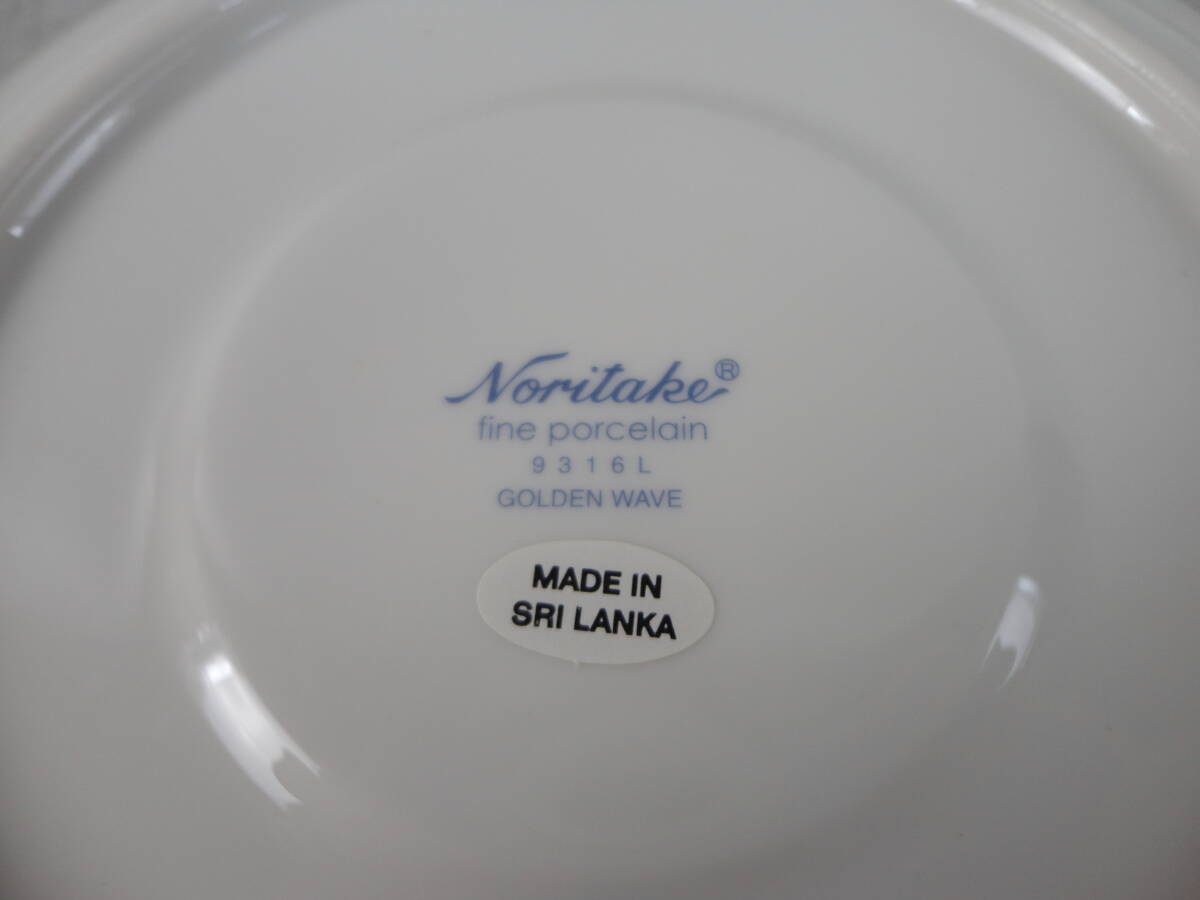 Noritake®
fine porcelain
9316L
GOLDEN WAVE
MADE IN
SRI LANKA